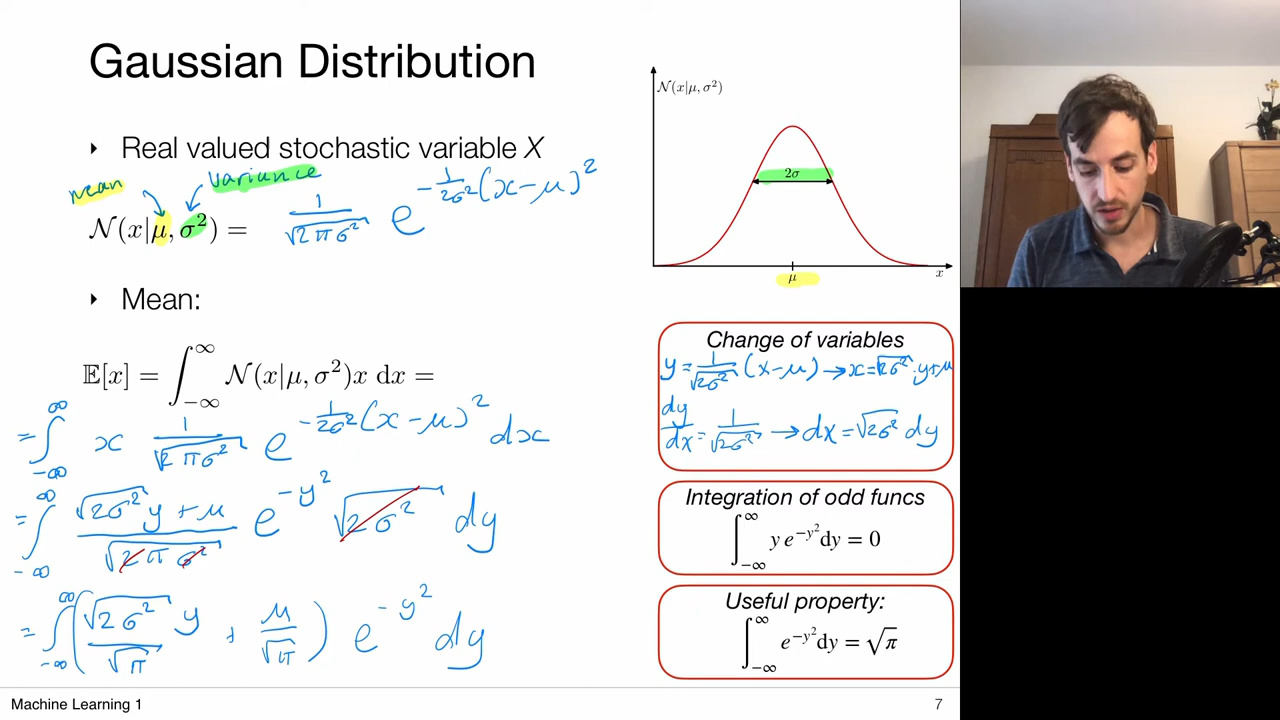 Gaussian Distribution
‣ Real valued stochastic variable X
mean variance
N(x|μ, σ²) = 1/√(2πσ²) e^(-1/(2σ²) (x-μ)²)
‣ Mean:
𝔼[x] = ∫_{-∞}^{∞} N(x|μ, σ²)x dx =
= ∫_{-∞}^{∞} x 1/√(2πσ²) e^(-1/(2σ²) (x-μ)²) dx
= ∫_{-∞}^{∞} (√(2σ²) y + μ)/√(2πσ²) e^(-y²) √(2σ²) dy
= ∫_{-∞}^{∞} (√(2σ²)/√π y + μ/√π) e^(-y²) dy
N(x|μ, σ²)
2σ
μ
x
Change of variables
y = 1/√(2σ²) (x-μ) → x = √(2σ²)·y+μ
dy/dx = 1/√(2σ²) → dx = √(2σ²) dy
Integration of odd funcs
∫_{-∞}^{∞} y e^(-y²) dy = 0
Useful property:
∫_{-∞}^{∞} e^(-y²) dy = √π
Machine Learning 1
7